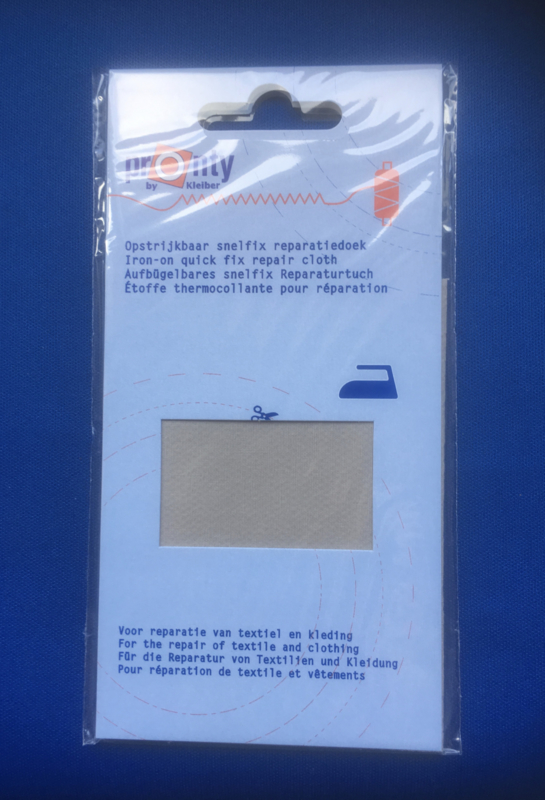 prOnty
by Kleiber
Opstrijkbaar snelfix reparatiedoek
Iron-on quick fix repair cloth
Aufbügelbares snelfix Reparaturtuch
Étoffe thermocollante pour réparation
Voor reparatie van textiel en kleding
For the repair of textile and clothing
Für die Reparatur von Textilien und Kleidung
Pour réparation de textile et vêtements